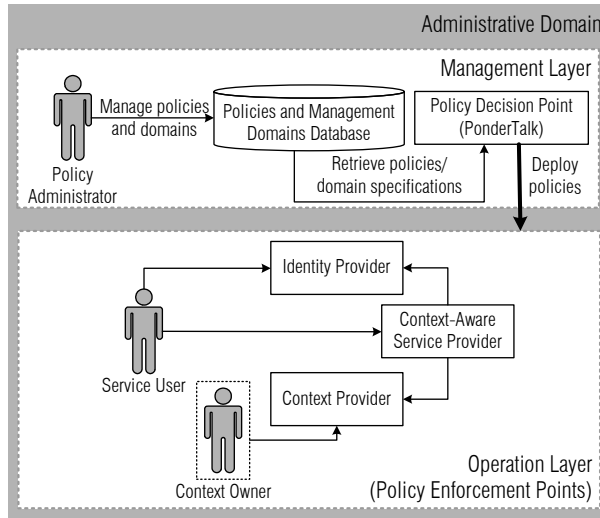 Administrative Domain
Management Layer
Manage policies
and domains
Policies and Management
Domains Database
Policy Decision Point
(PonderTalk)
Policy
Administrator
Retrieve policies/
domain specifications
Deploy
policies
Identity Provider
Context-Aware
Service Provider
Service User
Context Provider
Context Owner
Operation Layer
(Policy Enforcement Points)